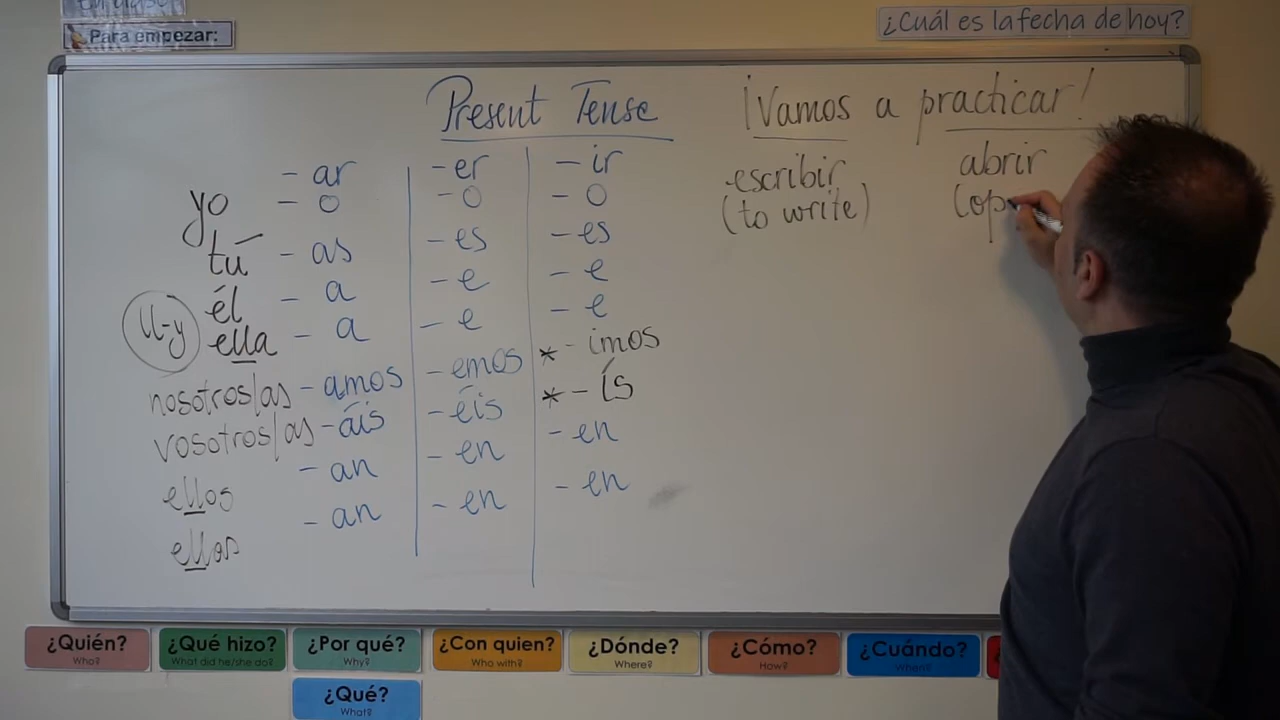 Para empezar:
¿Cuál es la fecha de hoy?
Present Tense
¡Vamos a practicar!
-ar -er -ir
yo -o -o -o
tú -as -es -es
él -a -e -e
ll-y
ella -a -e -e
nosotros/as -amos -emos * -imos
vosotros/as -áis -éis * -ís
ellos -an -en -en
ellas -an -en -en
escribir
(to write)
abrir
(op
¿Quién?
Who?
¿Qué hizo?
What did he/she do?
¿Por qué?
Why?
¿Con quien?
Who with?
¿Dónde?
Where?
¿Cómo?
How?
¿Cuándo?
When?
¿Qué?
What?